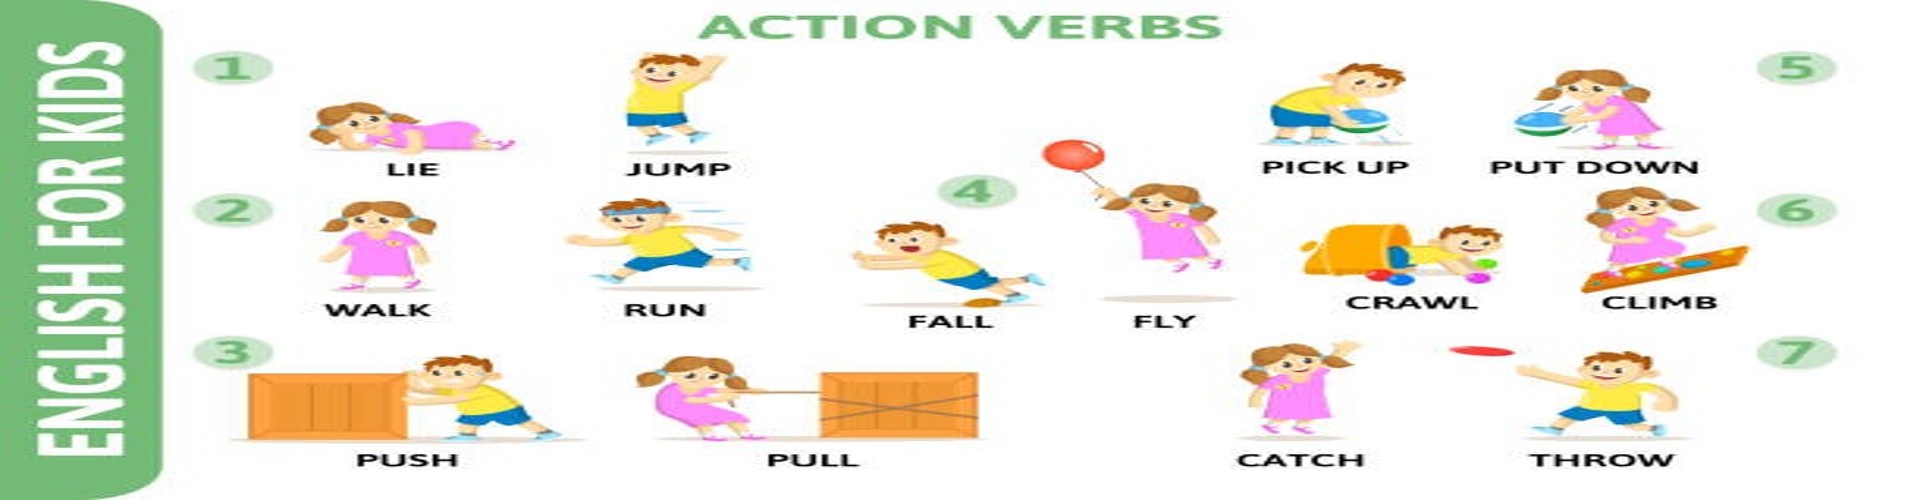 ENGLISH FOR KIDS
ACTION VERBS
1
LIE
JUMP
2
WALK
RUN
3
PUSH
PULL
4
FALL
FLY
5
PICK UP
PUT DOWN
6
CRAWL
CLIMB
7
CATCH
THROW